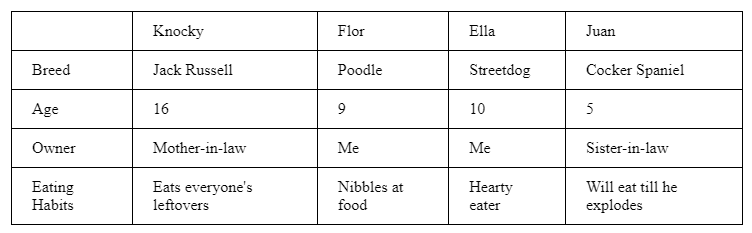 Knocky Flor Ella Juan
Breed Jack Russell Poodle Streetdog Cocker Spaniel
Age 16 9 10 5
Owner Mother-in-law Me Me Sister-in-law
Eating Eats everyone's Nibbles at Hearty Will eat till he
Habits leftovers food eater explodes